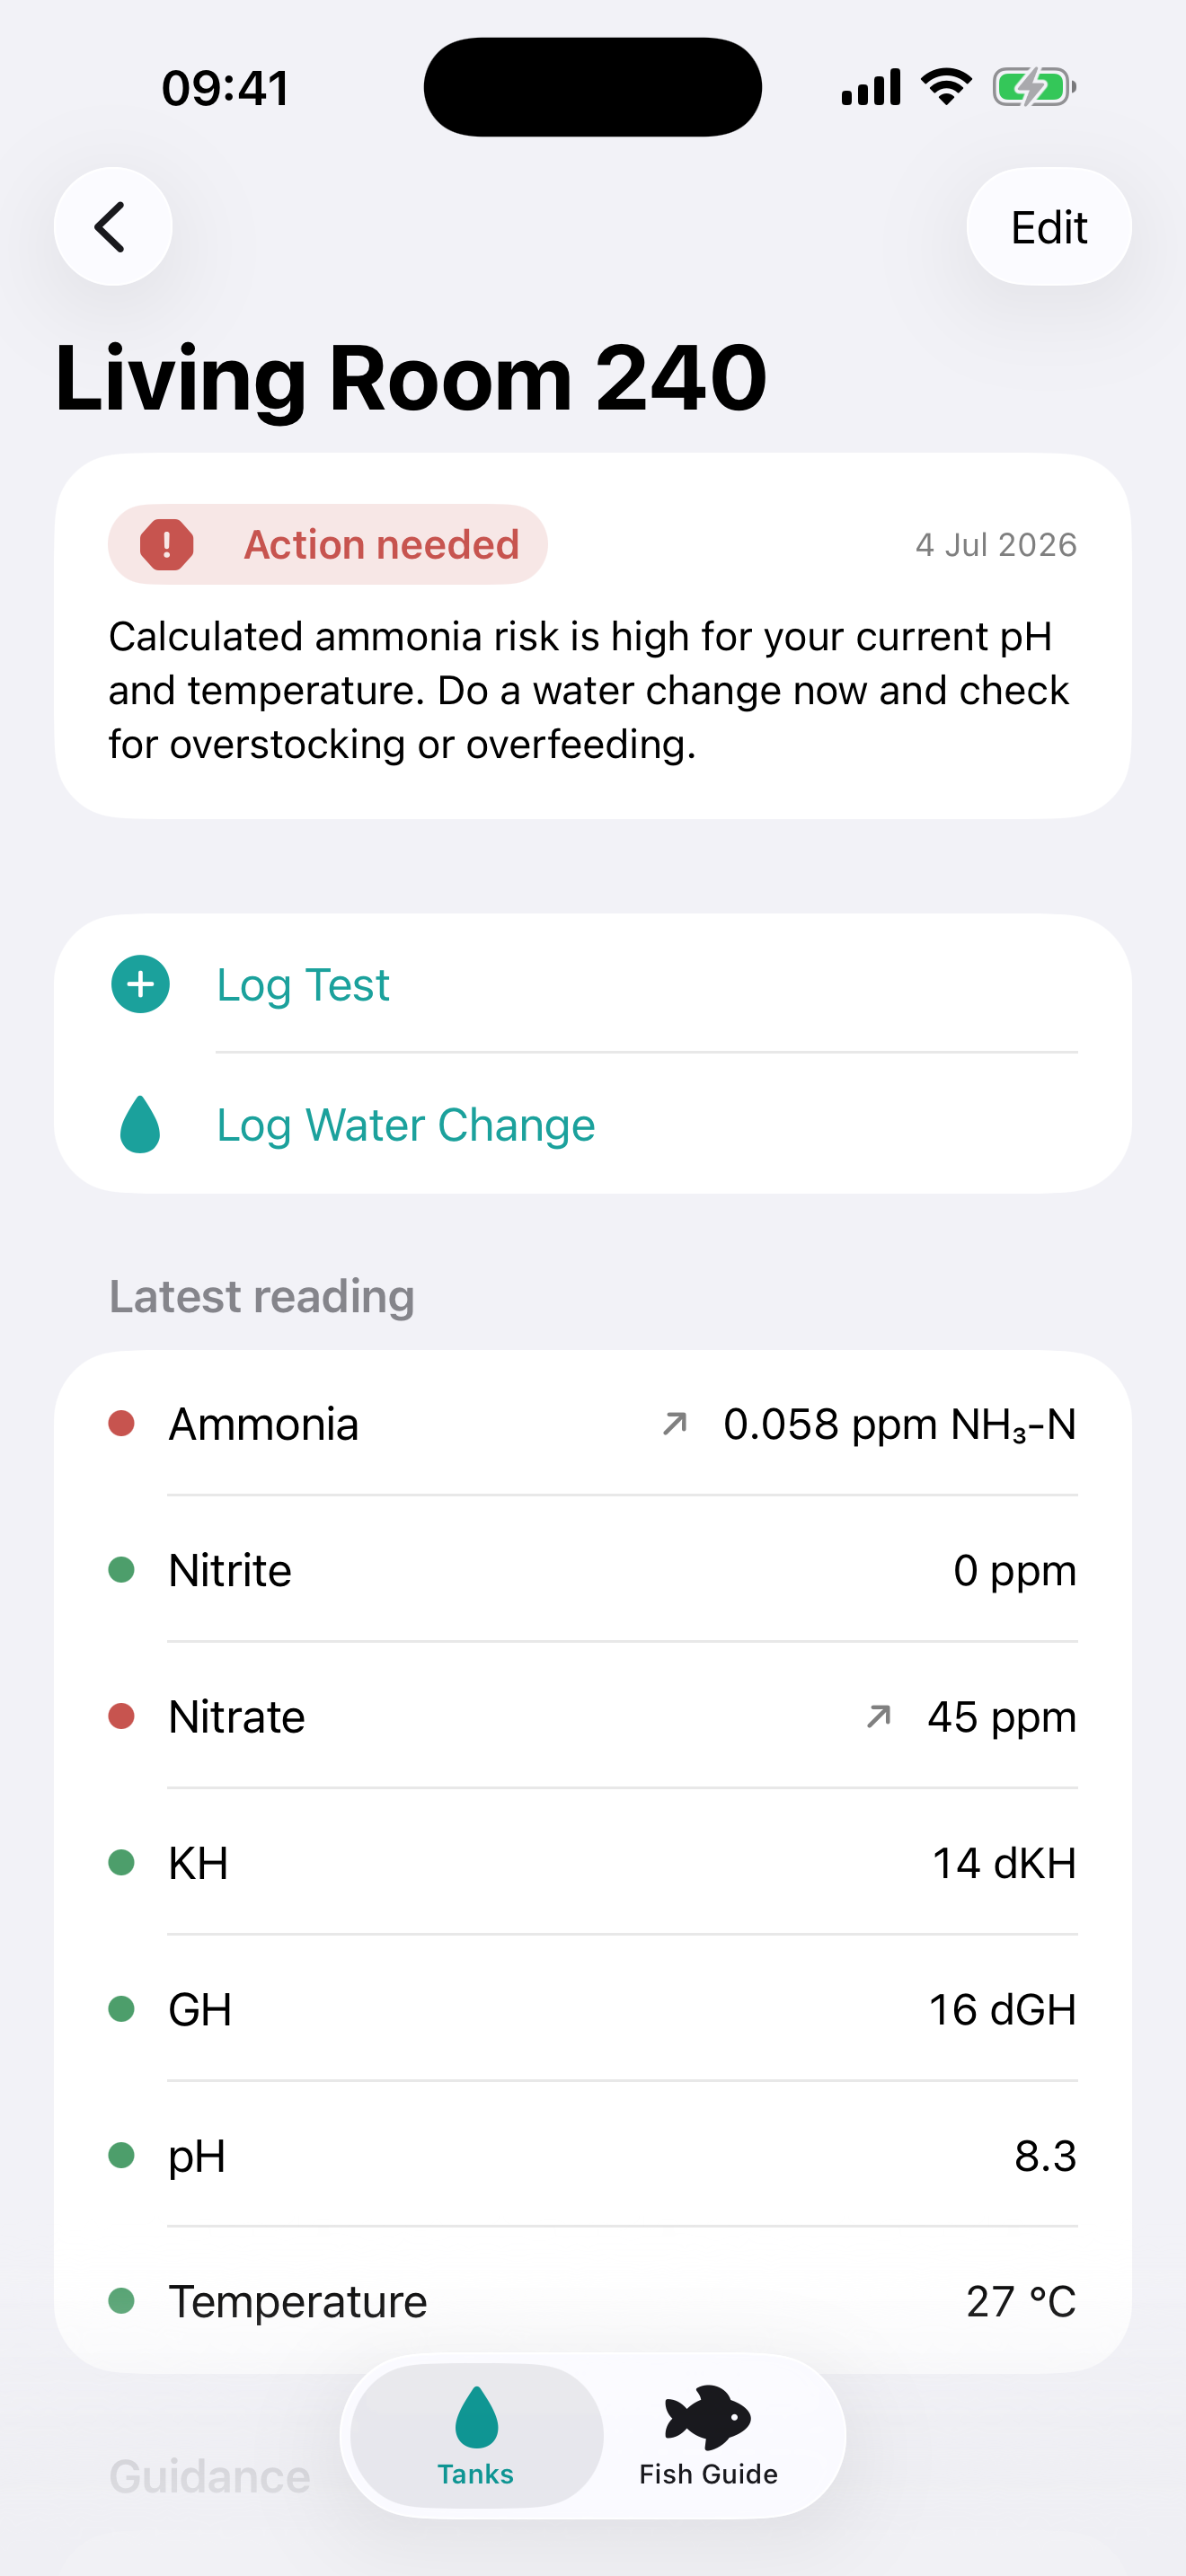 09:41
Edit
Living Room 240
Action needed
4 Jul 2026
Calculated ammonia risk is high for your current pH
and temperature. Do a water change now and check
for overstocking or overfeeding.
Log Test
Log Water Change
Latest reading
Ammonia 0.058 ppm NH₃-N
Nitrite 0 ppm
Nitrate 45 ppm
KH 14 dKH
GH 16 dGH
pH 8.3
Temperature 27 °C
Guidance
Tanks
Fish Guide